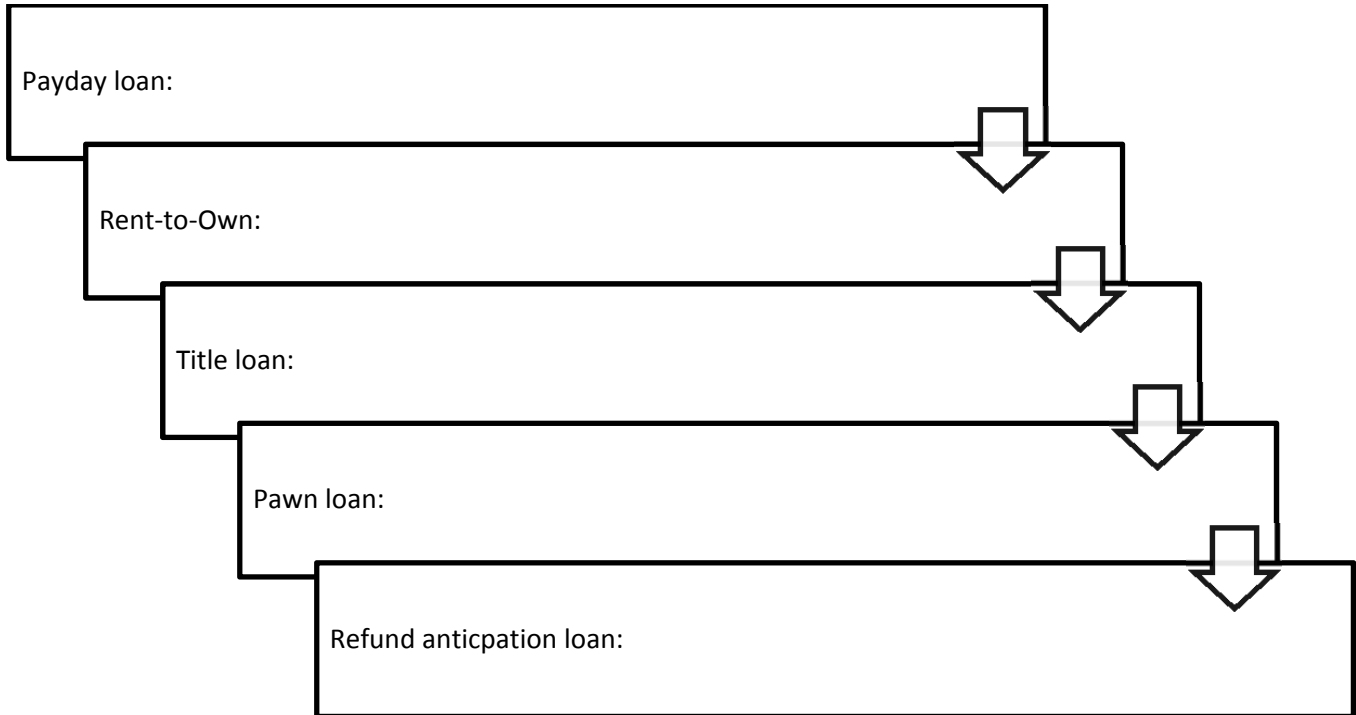 Payday loan:
Rent-to-Own:
Title loan:
Pawn loan:
Refund anticpation loan: